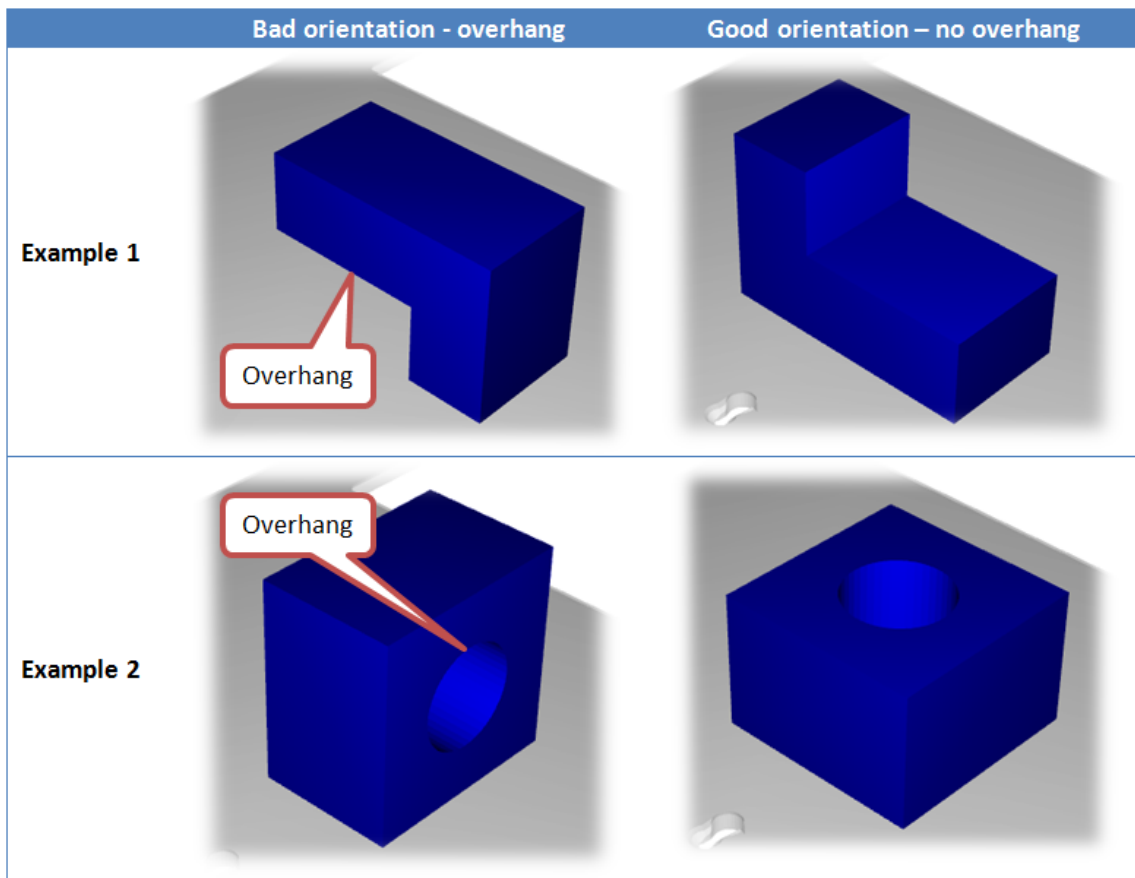 Bad orientation - overhang
Good orientation – no overhang
Example 1
Overhang
Example 2
Overhang